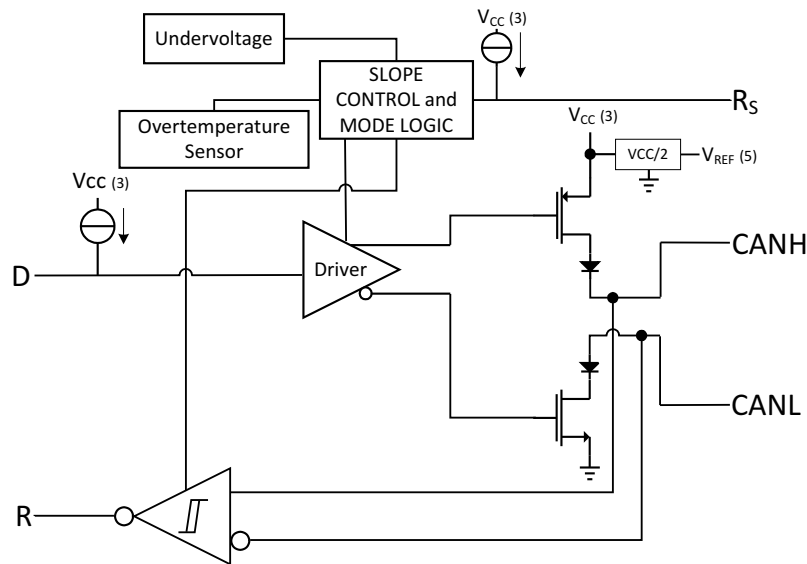 Undervoltage
Overtemperature
Sensor
SLOPE
CONTROL and
MODE LOGIC
VCC (3)
RS
VCC (3)
VCC/2
VREF (5)
Vcc (3)
D
Driver
CANH
CANL
R